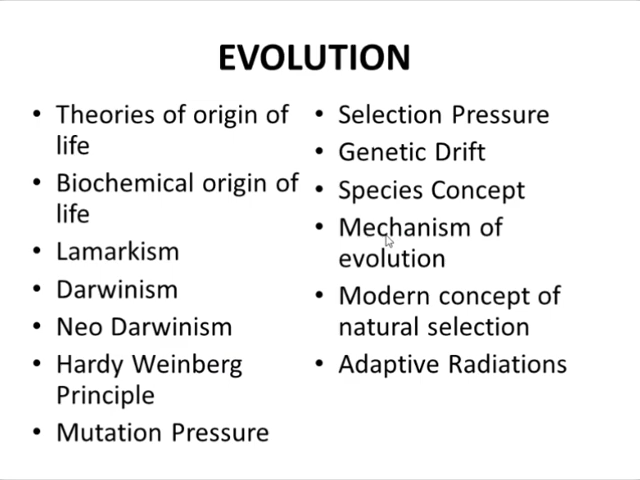 EVOLUTION
• Theories of origin of
life
• Biochemical origin of
life
• Lamarkism
• Darwinism
• Neo Darwinism
• Hardy Weinberg
Principle
• Mutation Pressure
• Selection Pressure
• Genetic Drift
• Species Concept
• Mechanism of
evolution
• Modern concept of
natural selection
• Adaptive Radiations